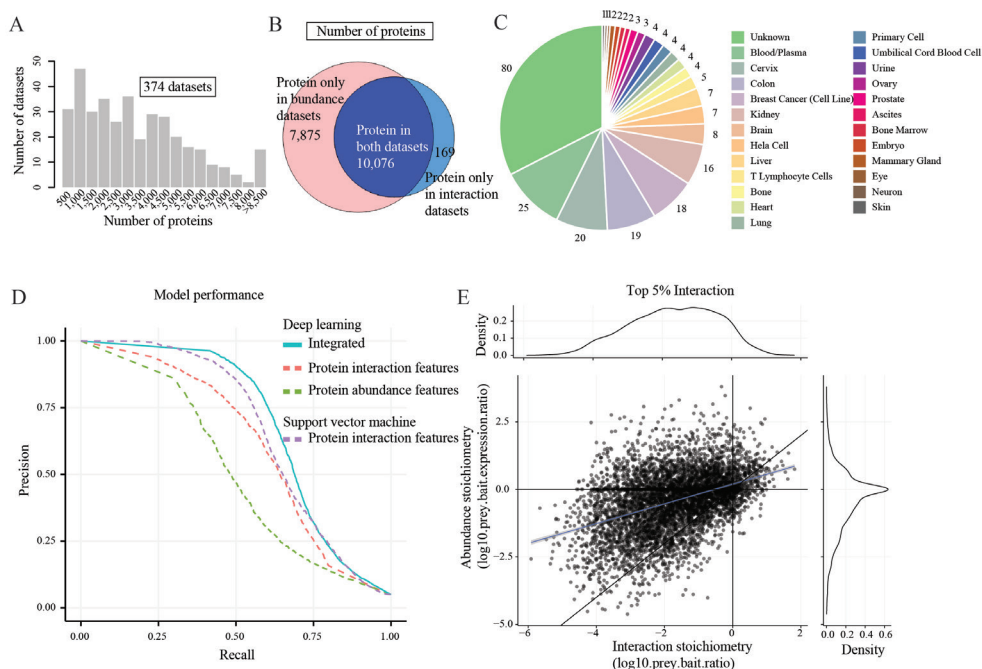 A
Number of datasets
50
40
30
20
10
0
374 datasets
500
1,000
1,500
2,000
2,500
3,000
3,500
4,000
4,500
5,000
5,500
6,000
6,500
7,000
7,500
8,000
>8,500
Number of proteins
B
Number of proteins
Protein only
in bundance
datasets
7,875
Protein in
both datasets
10,076
169
Protein only
in interaction
datasets
C
80
25
20
19
18
16
8
7
7
5
4
4
4
4
4
3
3
2
2
2
2
1
1
1
Unknown
Blood/Plasma
Cervix
Colon
Breast Cancer (Cell Line)
Kidney
Brain
Hela Cell
Liver
T Lymphocyte Cells
Bone
Heart
Lung
Primary Cell
Umbilical Cord Blood Cell
Urine
Ovary
Prostate
Ascites
Bone Marrow
Embryo
Mammary Gland
Eye
Neuron
Skin
D
Model performance
Precision
1.00
0.75
0.50
0.25
0.00
0.00
0.25
0.50
0.75
1.00
Recall
Deep learning
Integrated
Protein interaction features
Protein abundance features
Support vector machine
Protein interaction features
E
Top 5% Interaction
Density
0.2
0.1
0.0
Abundance stoichiometry
(log10.prey.bait.expression.ratio)
2.5
0.0
-2.5
-5.0
−6
−4
−2
0
2
Interaction stoichiometry
(log10.prey.bait.ratio)
0.0
0.2
0.4
0.6
Density